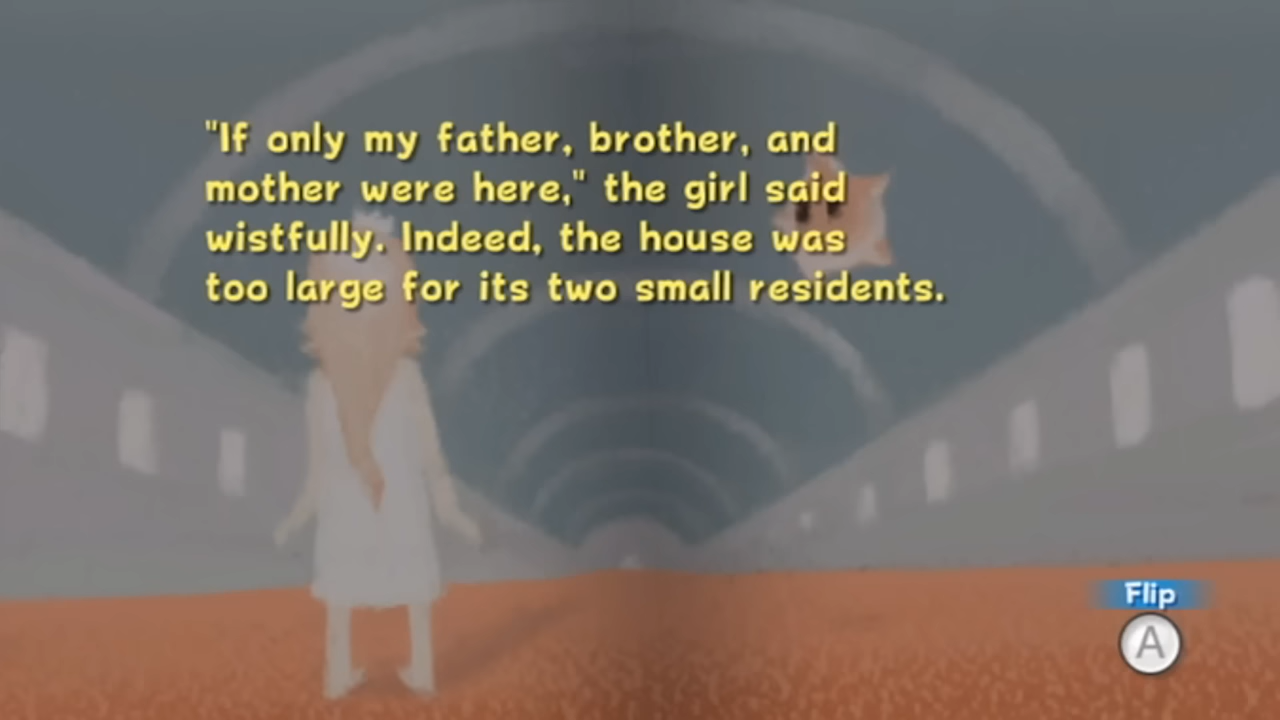 "If only my father, brother, and
mother were here," the girl said
wistfully. Indeed, the house was
too large for its two small residents.
Flip
A